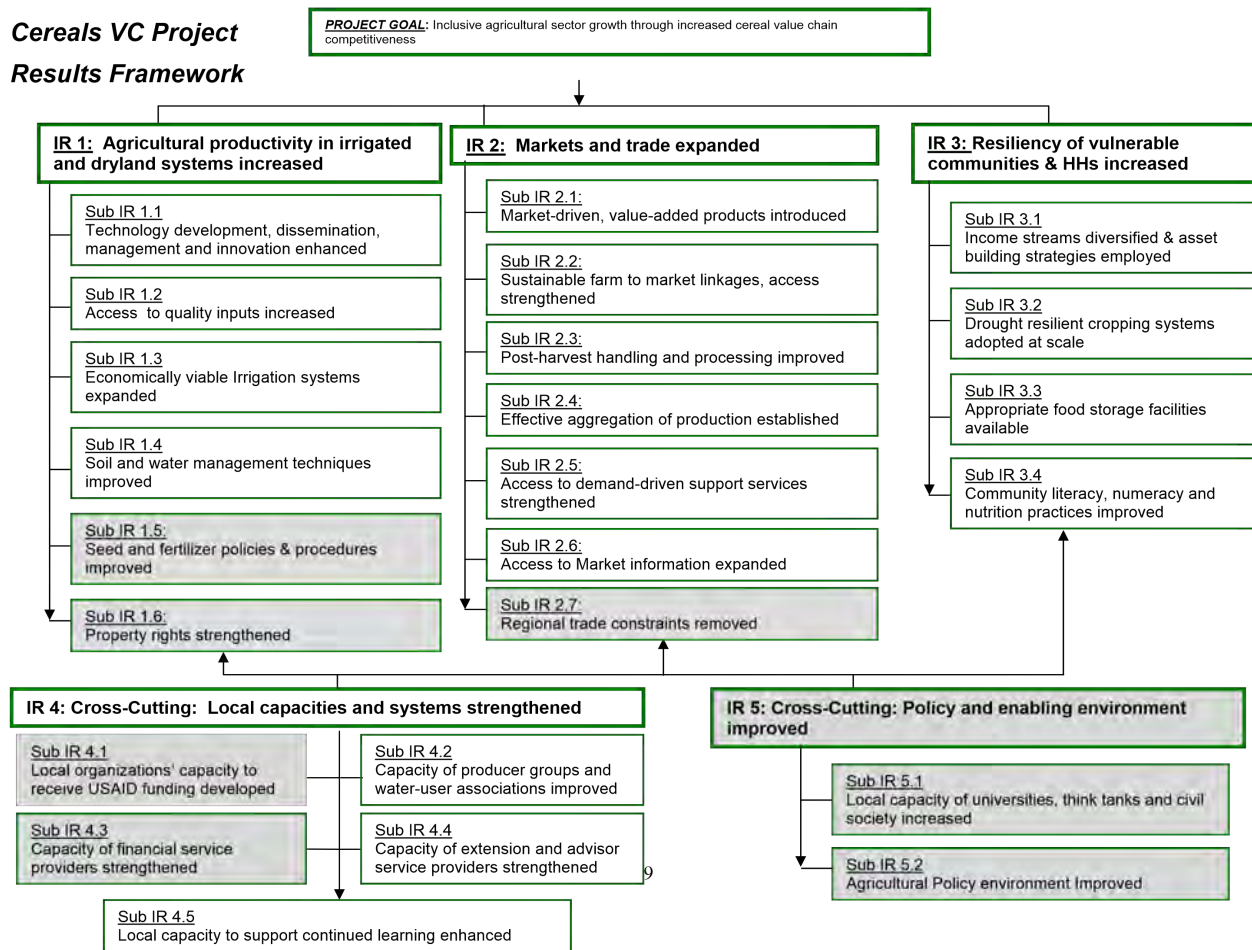 Cereals VC Project
Results Framework
PROJECT GOAL: Inclusive agricultural sector growth through increased cereal value chain
competitiveness
IR 1: Agricultural productivity in irrigated
and dryland systems increased
Sub IR 1.1
Technology development, dissemination,
management and innovation enhanced
Sub IR 1.2
Access to quality inputs increased
Sub IR 1.3
Economically viable Irrigation systems
expanded
Sub IR 1.4
Soil and water management techniques
improved
Sub IR 1.5:
Seed and fertilizer policies & procedures
improved
Sub IR 1.6:
Property rights strengthened
IR 2: Markets and trade expanded
Sub IR 2.1:
Market-driven, value-added products introduced
Sub IR 2.2:
Sustainable farm to market linkages, access
strengthened
Sub IR 2.3:
Post-harvest handling and processing improved
Sub IR 2.4:
Effective aggregation of production established
Sub IR 2.5:
Access to demand-driven support services
strengthened
Sub IR 2.6:
Access to Market information expanded
Sub IR 2.7:
Regional trade constraints removed
IR 3: Resiliency of vulnerable
communities & HHs increased
Sub IR 3.1
Income streams diversified & asset
building strategies employed
Sub IR 3.2
Drought resilient cropping systems
adopted at scale
Sub IR 3.3
Appropriate food storage facilities
available
Sub IR 3.4
Community literacy, numeracy and
nutrition practices improved
IR 4: Cross-Cutting: Local capacities and systems strengthened
Sub IR 4.1
Local organizations' capacity to
receive USAID funding developed
Sub IR 4.2
Capacity of producer groups and
water-user associations improved
Sub IR 4.3
Capacity of financial service
providers strengthened
Sub IR 4.4
Capacity of extension and advisor
service providers strengthened
Sub IR 4.5
Local capacity to support continued learning enhanced
9
IR 5: Cross-Cutting: Policy and enabling environment
improved
Sub IR 5.1
Local capacity of universities, think tanks and civil
society increased
Sub IR 5.2
Agricultural Policy environment Improved